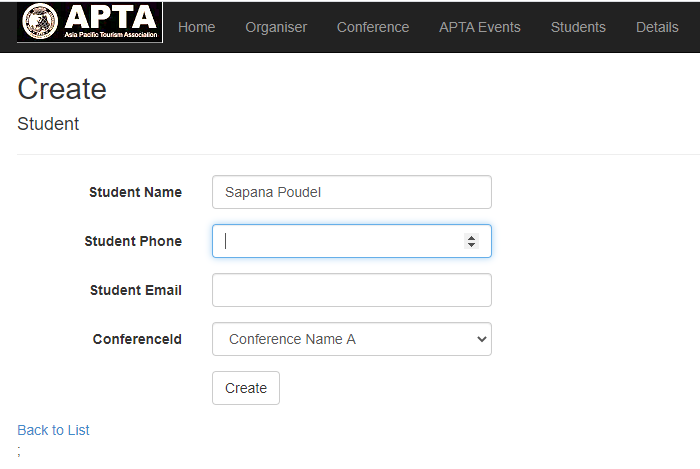 APTA
Asia Pacific Tourism Association
Home Organiser Conference APTA Events Students Details
Create
Student
Student Name Sapana Poudel
Student Phone
Student Email
ConferenceId Conference Name A
Create
Back to List
;